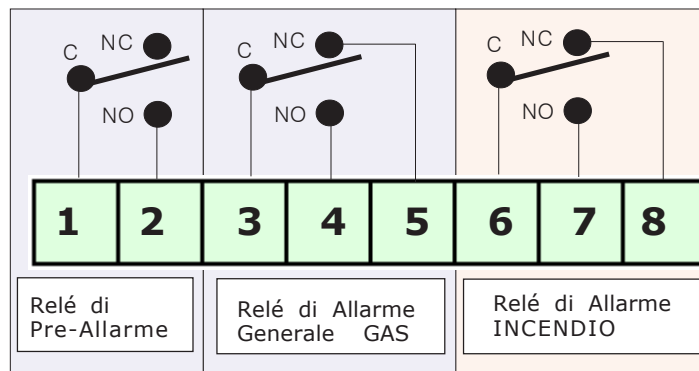 C NC NO
C NC NO
C NC NO
1 2 3 4 5 6 7 8
Relé di
Pre-Allarme
Relé di Allarme
Generale GAS
Relé di Allarme
INCENDIO